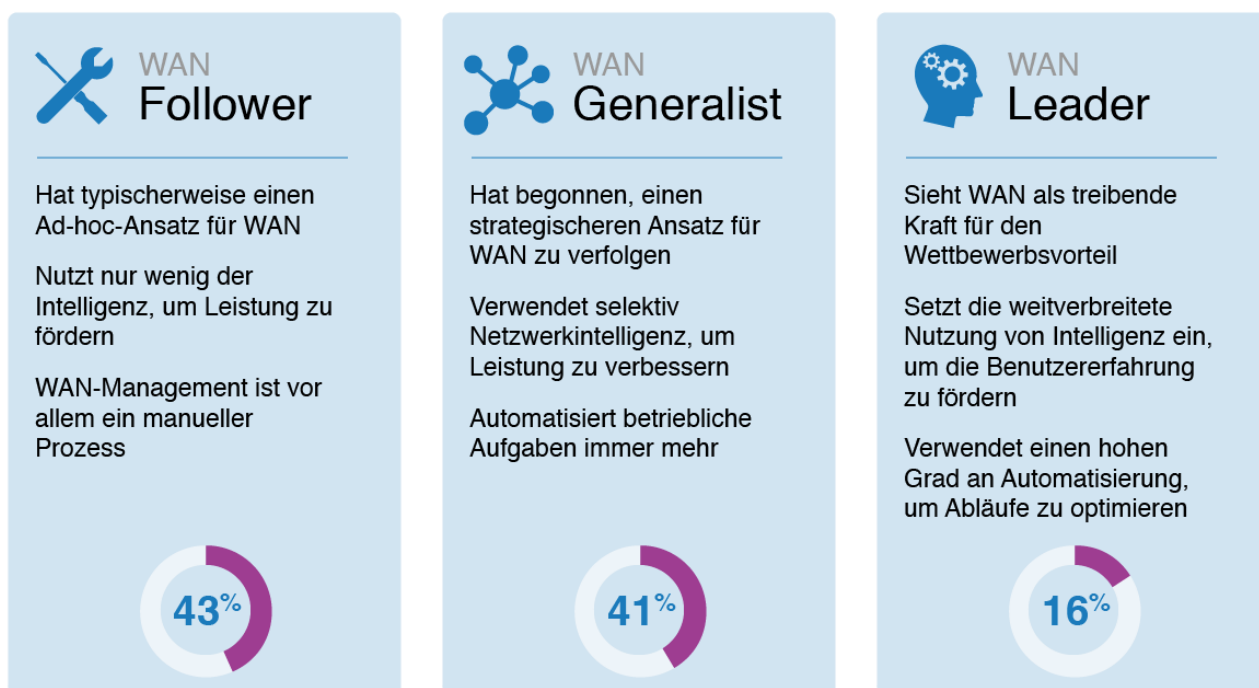 WAN
Follower
Hat typischerweise einen
Ad-hoc-Ansatz für WAN
Nutzt nur wenig der
Intelligenz, um Leistung zu
fördern
WAN-Management ist vor
allem ein manueller
Prozess
43%
WAN
Generalist
Hat begonnen, einen
strategischeren Ansatz für
WAN zu verfolgen
Verwendet selektiv
Netzwerkintelligenz, um
Leistung zu verbessern
Automatisiert betriebliche
Aufgaben immer mehr
41%
WAN
Leader
Sieht WAN als treibende
Kraft für den
Wettbewerbsvorteil
Setzt die weitverbreitete
Nutzung von Intelligenz ein,
um die Benutzererfahrung
zu fördern
Verwendet einen hohen
Grad an Automatisierung,
um Abläufe zu optimieren
16%